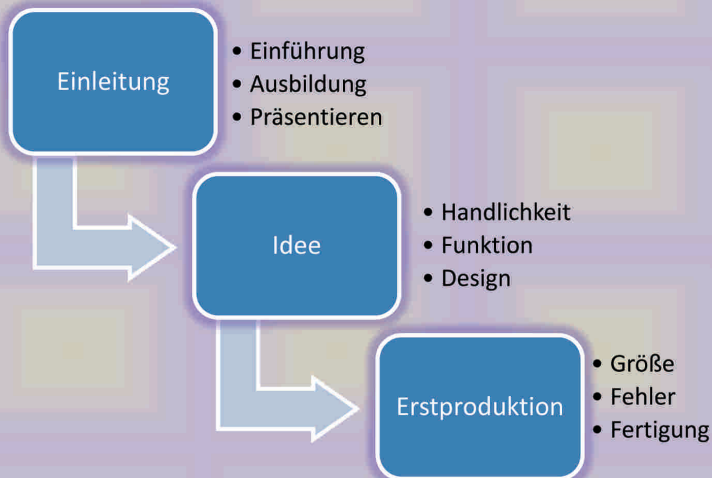 Einleitung
• Einführung
• Ausbildung
• Präsentieren
Idee
• Handlichkeit
• Funktion
• Design
Erstproduktion
• Größe
• Fehler
• Fertigung